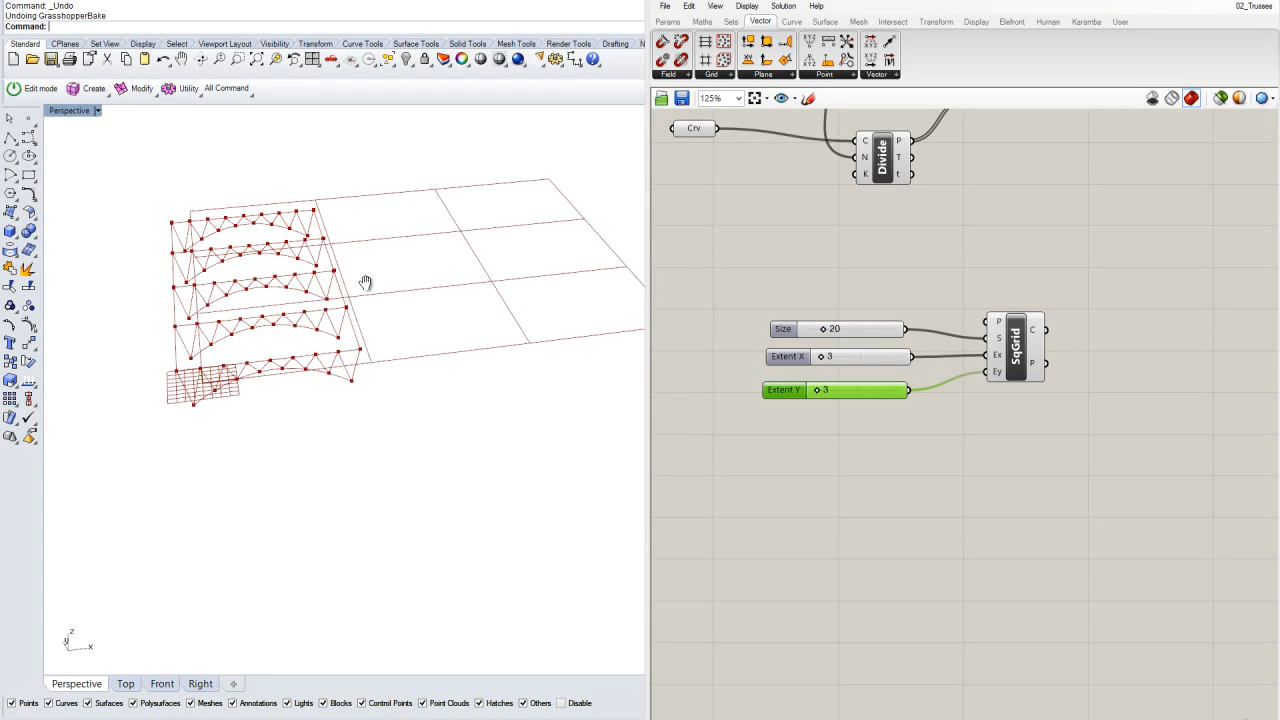 Command: _Undo
Undoing GrasshopperBake
Command:
Standard CPlanes Set View Display Select Viewport Layout Visibility Transform Curve Tools Surface Tools Solid Tools Mesh Tools Render Tools Drafting
Edit mode Create Modify Utility All Command
Perspective
z
y
x
Perspective Top Front Right
Points Curves Surfaces Polysurfaces Meshes Annotations Lights Blocks Control Points Point Clouds Hatches Others Disable
File Edit View Display Solution Help 02_Trusses
Params Maths Sets Vector Curve Surface Mesh Intersect Transform Display Elefront Human Karamba User
XYZ
XYZ
XYZ
Field Grid Plane Point Vector
125%
Crv
C Divide P
N T
K t
Size 20
Extent X 3
Extent Y 3
P SqGrid C
S
Ex
Ey P